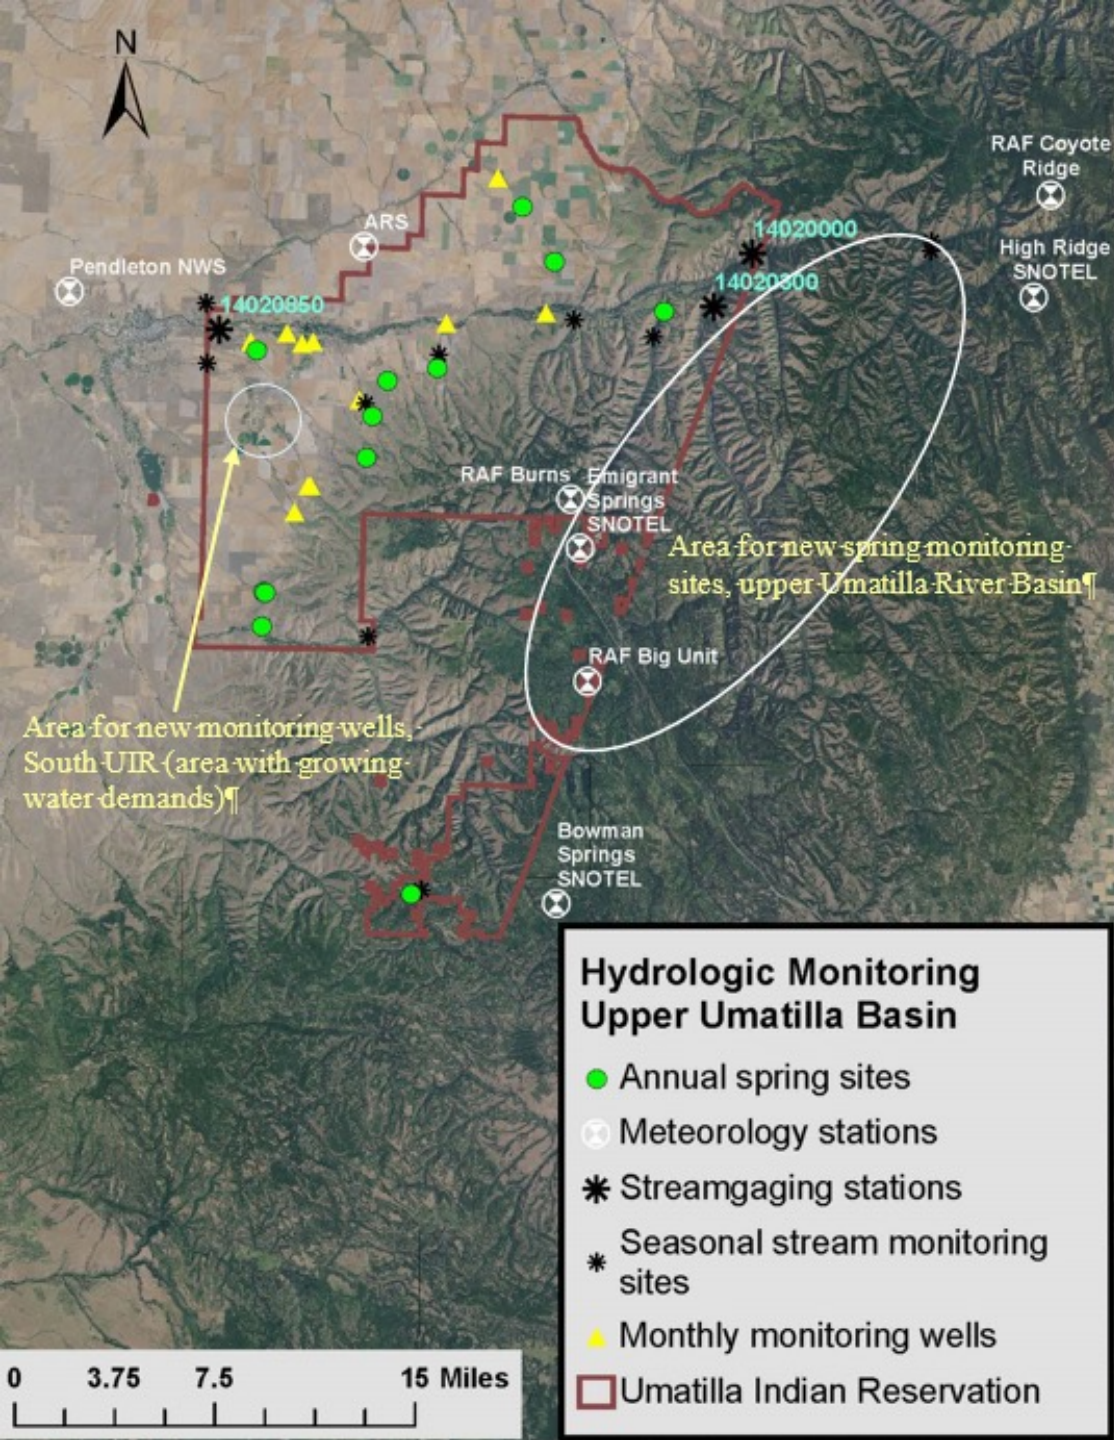 N
RAF Coyote
Ridge
ARS
14020000
High Ridge
SNOTEL
Pendleton NWS
14020300
14020850
RAF Burns
Emigrant
Springs
SNOTEL
Area for new spring monitoring
sites, upper Umatilla River Basin¶
RAF Big Unit
Area for new monitoring wells,
South UIR (area with growing
water demands)¶
Bowman
Springs
SNOTEL
Hydrologic Monitoring
Upper Umatilla Basin
Annual spring sites
Meteorology stations
Streamgaging stations
Seasonal stream monitoring
sites
Monthly monitoring wells
Umatilla Indian Reservation
0 3.75 7.5 15 Miles